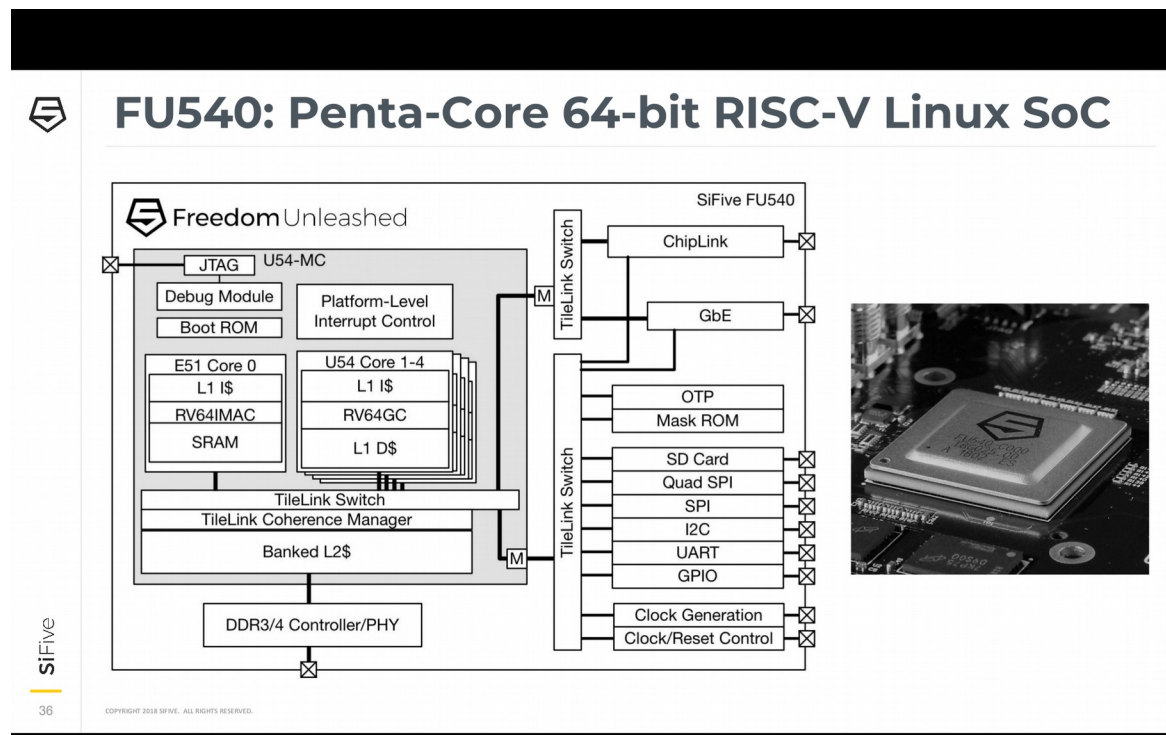 FU540: Penta-Core 64-bit RISC-V Linux SoC
SiFive FU540
Freedom Unleashed
U54-MC
JTAG
Debug Module
Boot ROM
Platform-Level
Interrupt Control
E51 Core 0
L1 I$
RV64IMAC
SRAM
U54 Core 1-4
L1 I$
RV64GC
L1 D$
TileLink Switch
TileLink Coherence Manager
Banked L2$
DDR3/4 Controller/PHY
M
M
TileLink Switch
ChipLink
GbE
TileLink Switch
OTP
Mask ROM
SD Card
Quad SPI
SPI
I2C
UART
GPIO
Clock Generation
Clock/Reset Control
SiFive
36
COPYRIGHT 2018 SIFIVE. ALL RIGHTS RESERVED.